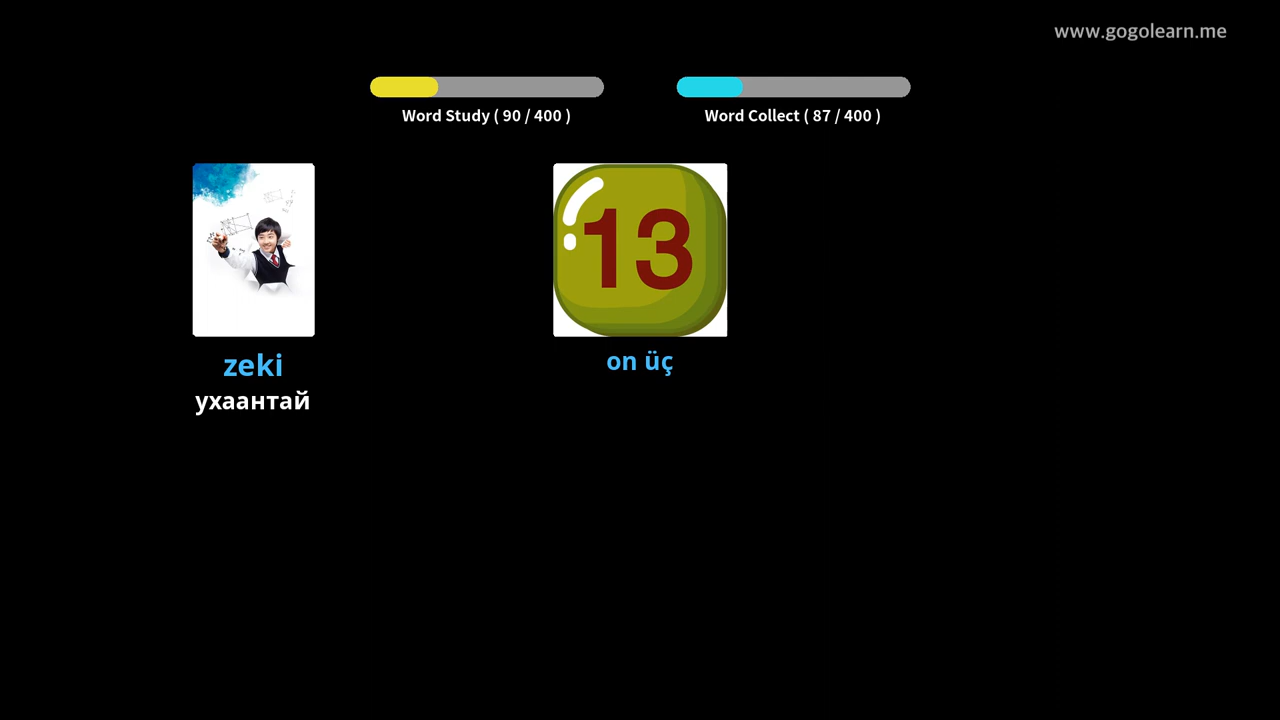 www.gogolearn.me
Word Study ( 90 / 400 )
Word Collect ( 87 / 400 )
13
zeki
ухаантай
on üç